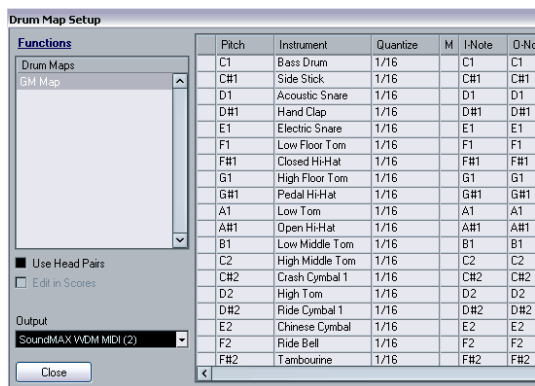 Drum Map Setup
Functions
Drum Maps
GM Map
Use Head Pairs
Edit in Scores
Output
SoundMAX WDM MIDI (2)
Close
Pitch Instrument Quantize M I-Note O-No
C1 Bass Drum 1/16 C1 C1
C#1 Side Stick 1/16 C#1 C#1
D1 Acoustic Snare 1/16 D1 D1
D#1 Hand Clap 1/16 D#1 D#1
E1 Electric Snare 1/16 E1 E1
F1 Low Floor Tom 1/16 F1 F1
F#1 Closed Hi-Hat 1/16 F#1 F#1
G1 High Floor Tom 1/16 G1 G1
G#1 Pedal Hi-Hat 1/16 G#1 G#1
A1 Low Tom 1/16 A1 A1
A#1 Open Hi-Hat 1/16 A#1 A#1
B1 Low Middle Tom 1/16 B1 B1
C2 High Middle Tom 1/16 C2 C2
C#2 Crash Cymbal 1 1/16 C#2 C#2
D2 High Tom 1/16 D2 D2
D#2 Ride Cymbal 1 1/16 D#2 D#2
E2 Chinese Cymbal 1/16 E2 E2
F2 Ride Bell 1/16 F2 F2
F#2 Tambourine 1/16 F#2 F#2